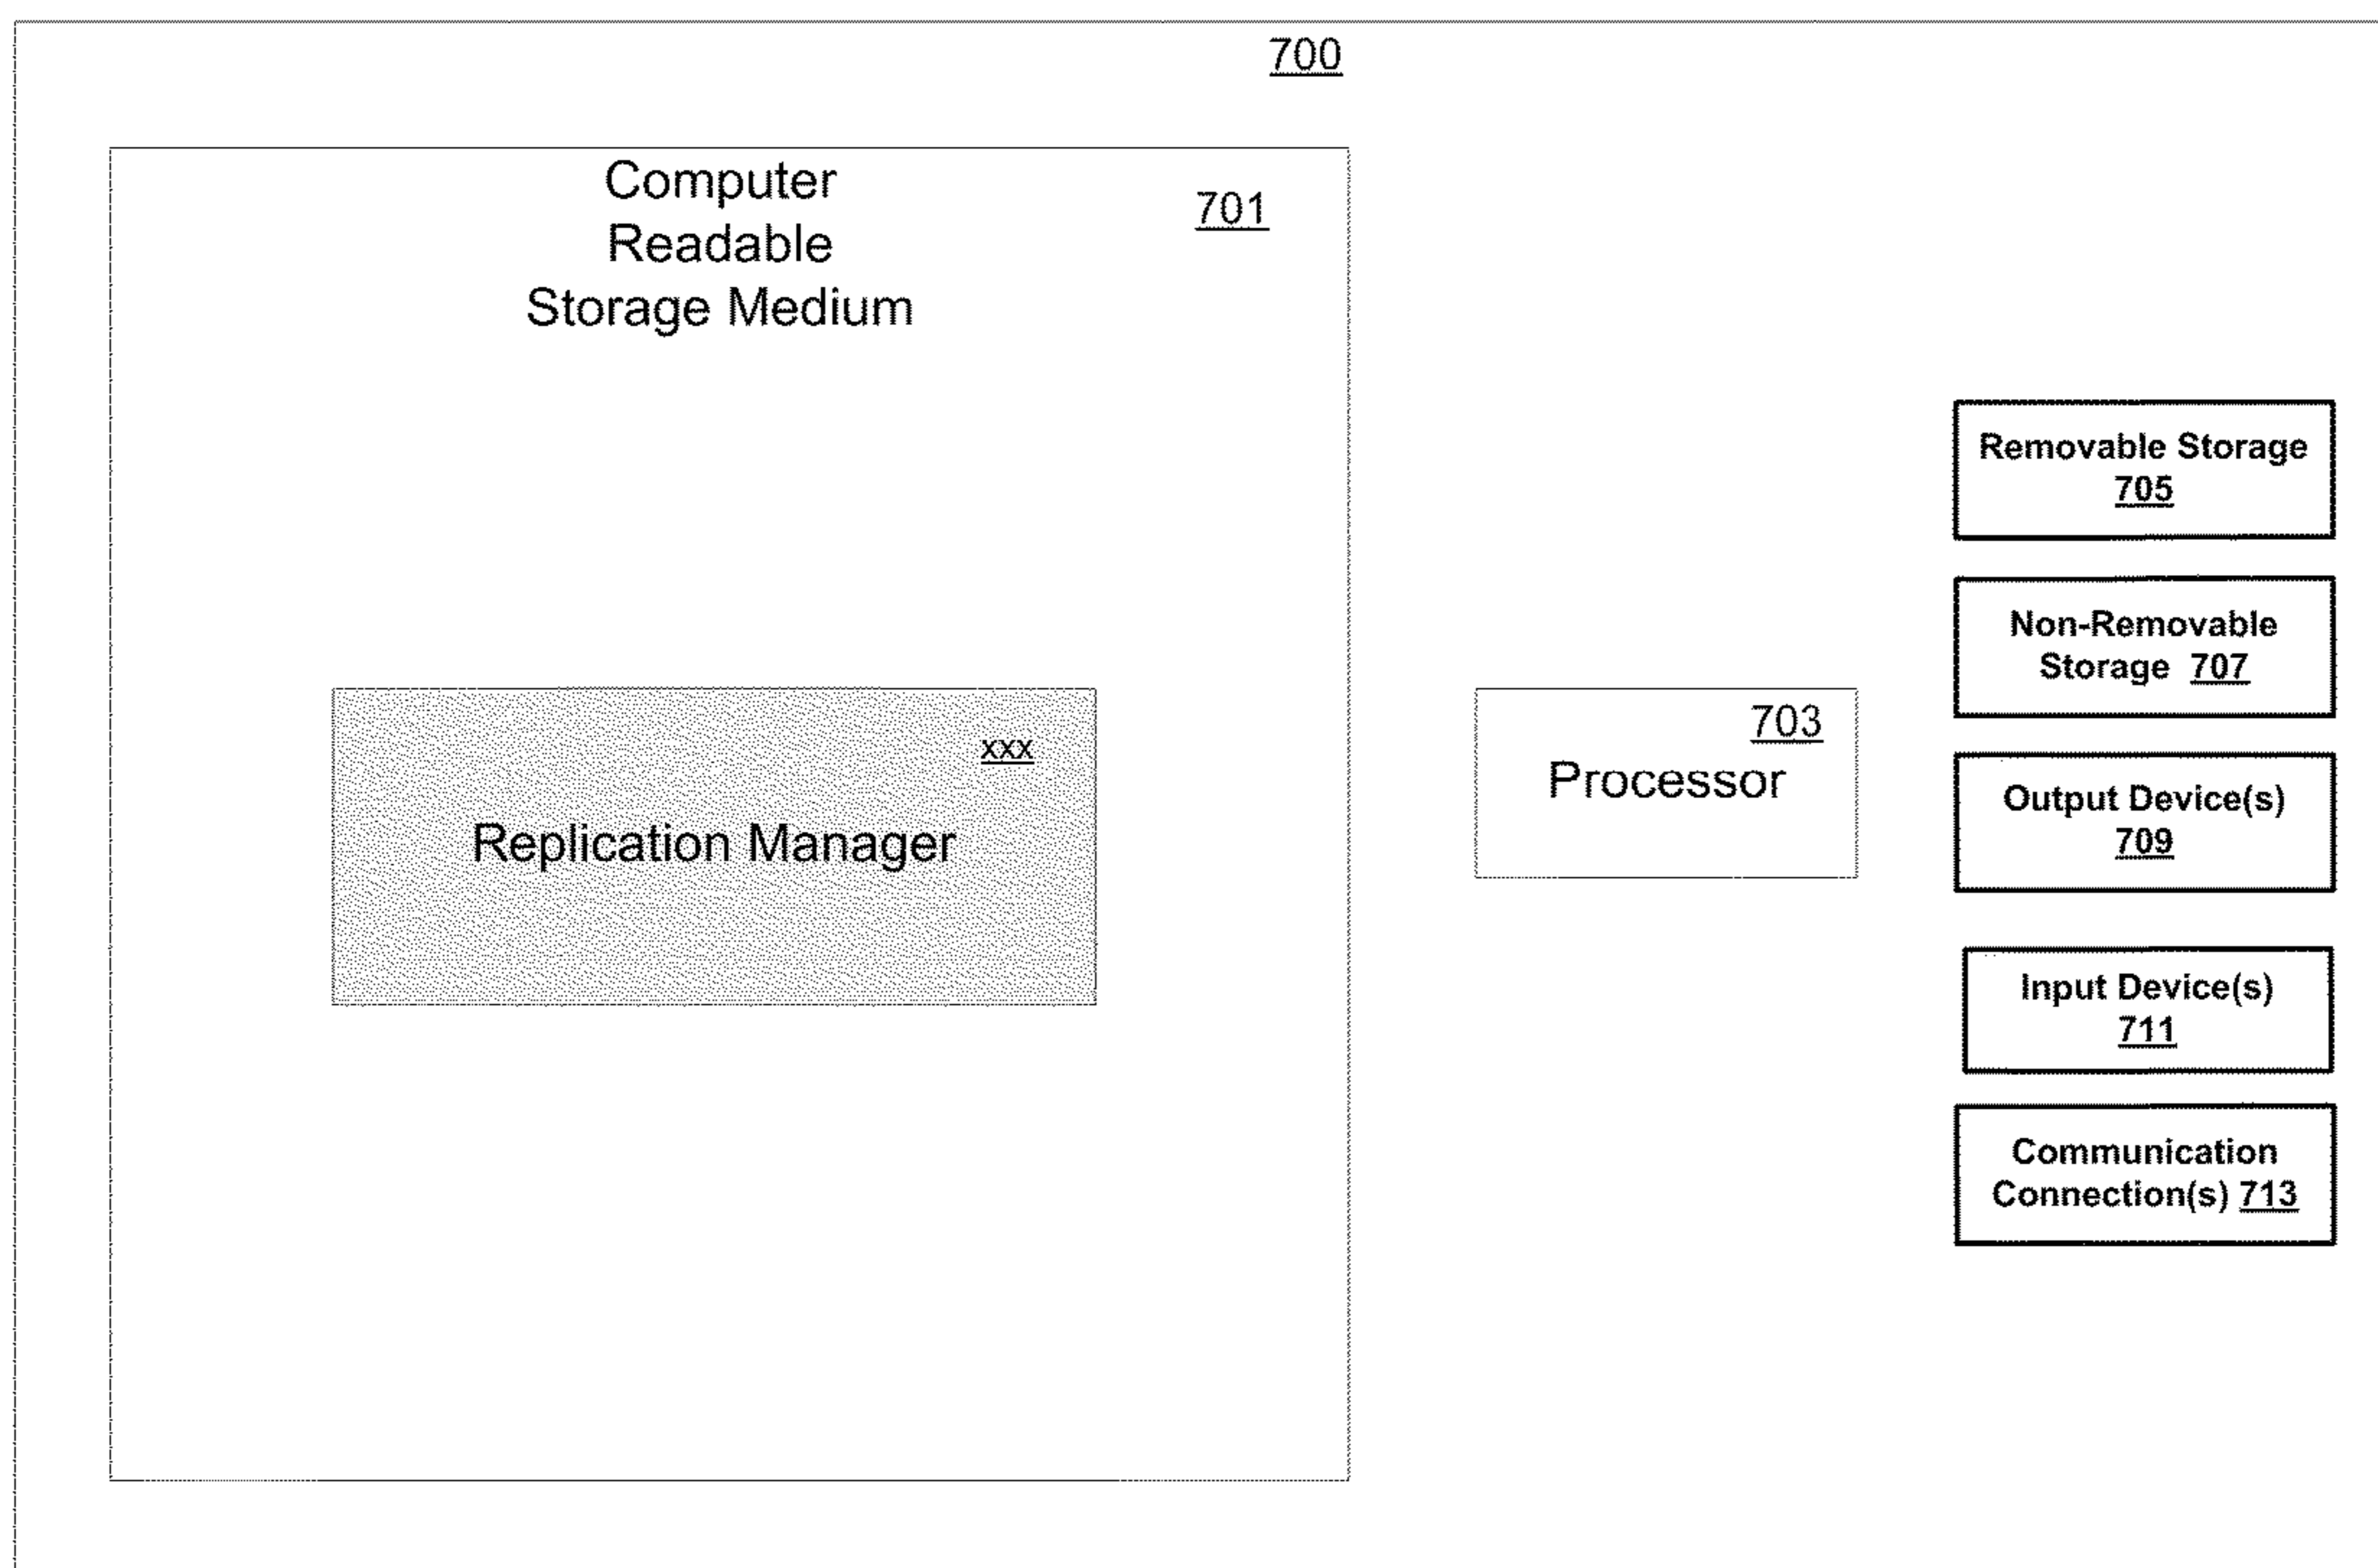 700
Computer
Readable
Storage Medium
701
xxx
Replication Manager
703
Processor
Removable Storage
705
Non-Removable
Storage 707
Output Device(s)
709
Input Device(s)
711
Communication
Connection(s) 713